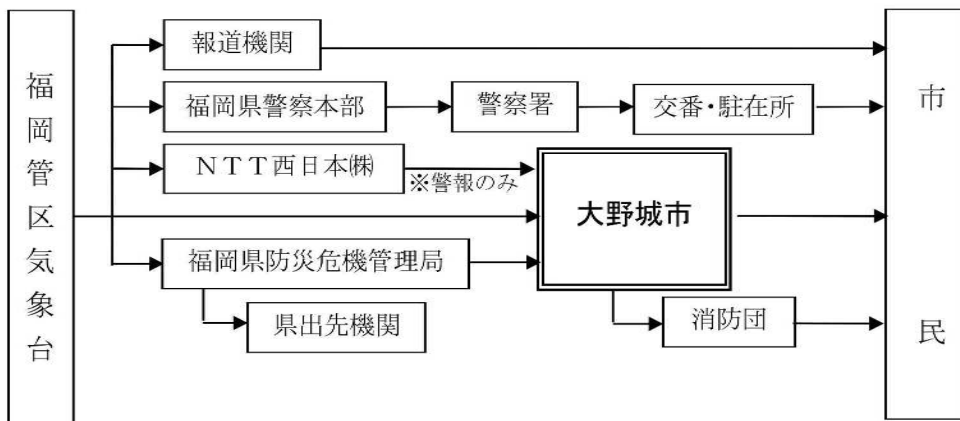 福岡管区気象台
報道機関
福岡県警察本部
警察署
交番・駐在所
NTT西日本㈱
※警報のみ
大野城市
福岡県防災危機管理局
県出先機関
消防団
市民